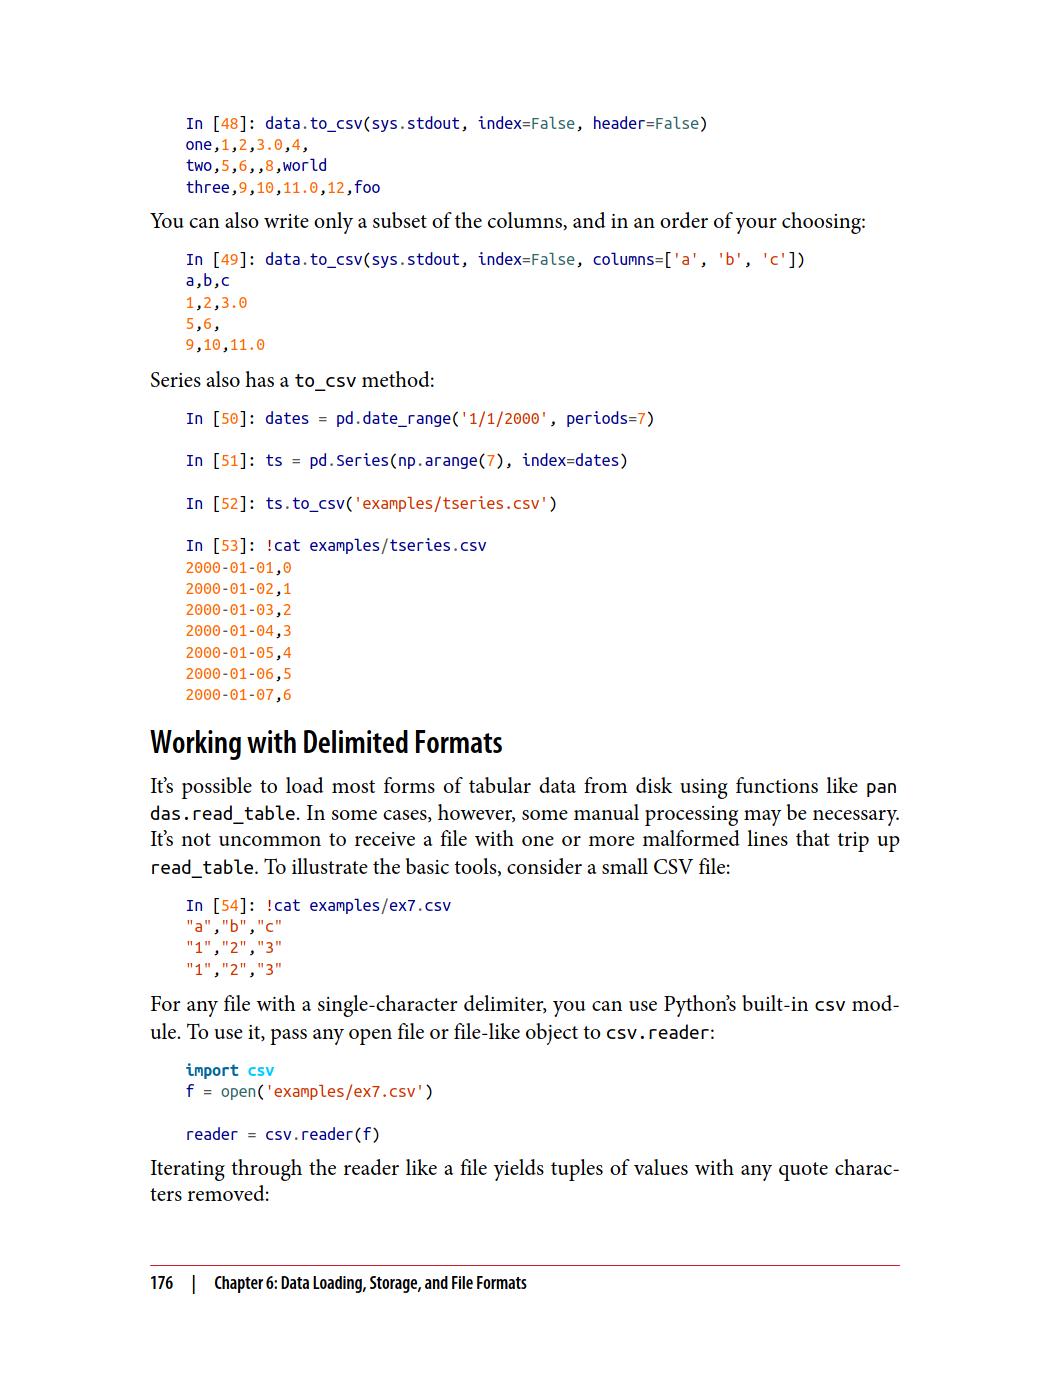 In [48]: data.to_csv(sys.stdout, index=False, header=False)
one,1,2,3.0,4,
two,5,6,,8,world
three,9,10,11.0,12,foo
You can also write only a subset of the columns, and in an order of your choosing:
In [49]: data.to_csv(sys.stdout, index=False, columns=['a', 'b', 'c'])
a,b,c
1,2,3.0
5,6,
9,10,11.0
Series also has a to_csv method:
In [50]: dates = pd.date_range('1/1/2000', periods=7)
In [51]: ts = pd.Series(np.arange(7), index=dates)
In [52]: ts.to_csv('examples/tseries.csv')
In [53]: !cat examples/tseries.csv
2000-01-01,0
2000-01-02,1
2000-01-03,2
2000-01-04,3
2000-01-05,4
2000-01-06,5
2000-01-07,6
Working with Delimited Formats
It’s possible to load most forms of tabular data from disk using functions like pan
das.read_table. In some cases, however, some manual processing may be necessary.
It’s not uncommon to receive a file with one or more malformed lines that trip up
read_table. To illustrate the basic tools, consider a small CSV file:
In [54]: !cat examples/ex7.csv
"a","b","c"
"1","2","3"
"1","2","3"
For any file with a single-character delimiter, you can use Python’s built-in csv mod-
ule. To use it, pass any open file or file-like object to csv.reader:
import csv
f = open('examples/ex7.csv')
reader = csv.reader(f)
Iterating through the reader like a file yields tuples of values with any quote charac-
ters removed:
176 | Chapter 6: Data Loading, Storage, and File Formats